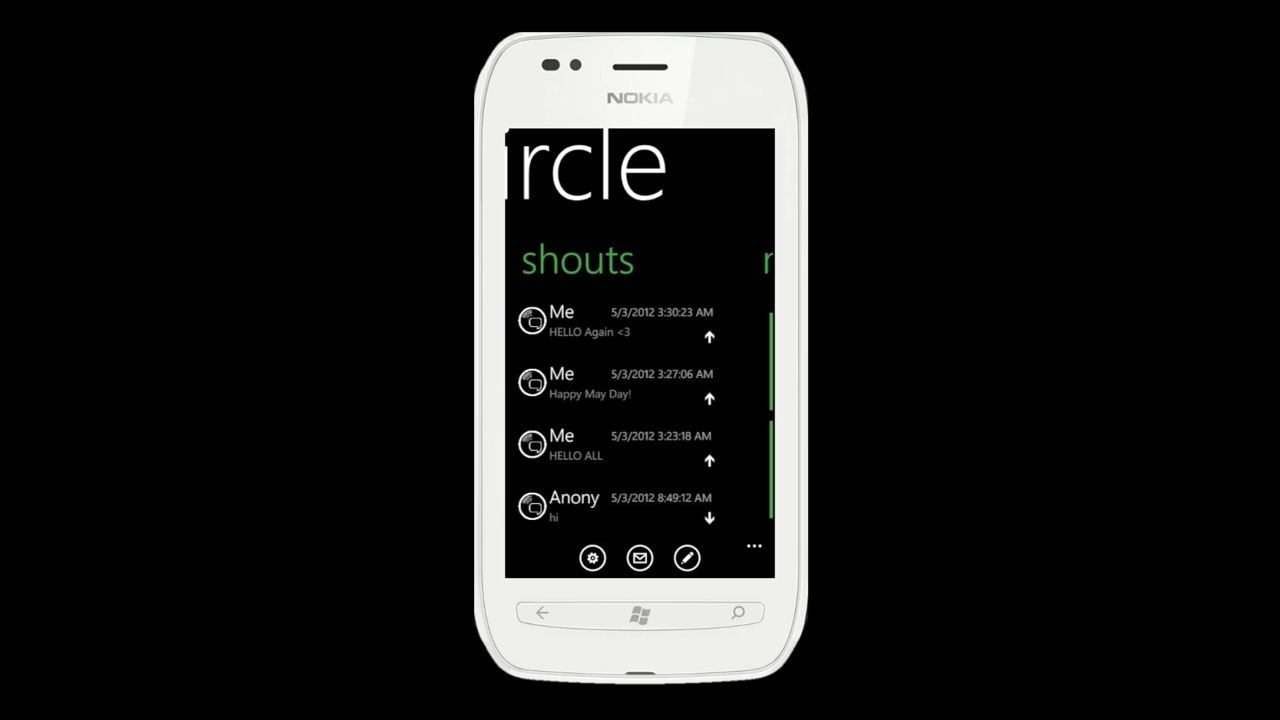 NOKIA
ircle
shouts
Me 5/3/2012 3:30:23 AM
HELLO Again <3
Me 5/3/2012 3:27:06 AM
Happy May Day!
Me 5/3/2012 3:23:18 AM
HELLO ALL
Anony 5/3/2012 8:49:12 AM
hi